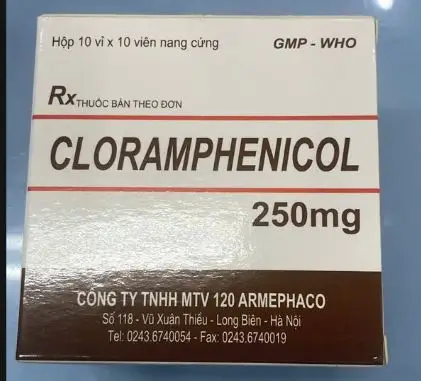 Hộp 10 vỉ x 10 viên nang cứng GMP - WHO
Rx THUỐC BÁN THEO ĐƠN
CLORAMPHENICOL
250mg
CÔNG TY TNHH MTV 120 ARMEPHACO
Số 118 - Vũ Xuân Thiều - Long Biên - Hà Nội
Tel: 0243.6740054 - Fax: 0243.6740019